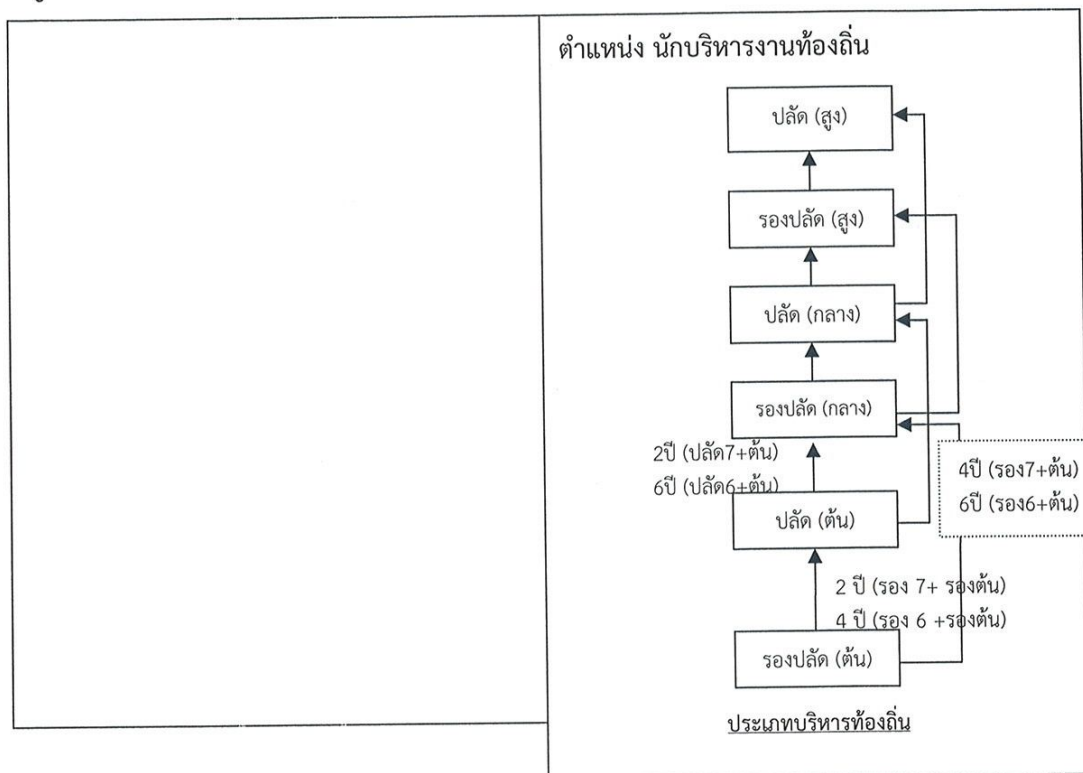 ตำแหน่ง นักบริหารงานท้องถิ่น
ปลัด (สูง)
รองปลัด (สูง)
ปลัด (กลาง)
รองปลัด (กลาง)
2ปี (ปลัด7+ต้น)
6ปี (ปลัด6+ต้น)
4ปี (รอง7+ต้น)
6ปี (รอง6+ต้น)
ปลัด (ต้น)
2 ปี (รอง 7+ รองต้น)
4 ปี (รอง 6 +รองต้น)
รองปลัด (ต้น)
ประเภทบริหารท้องถิ่น